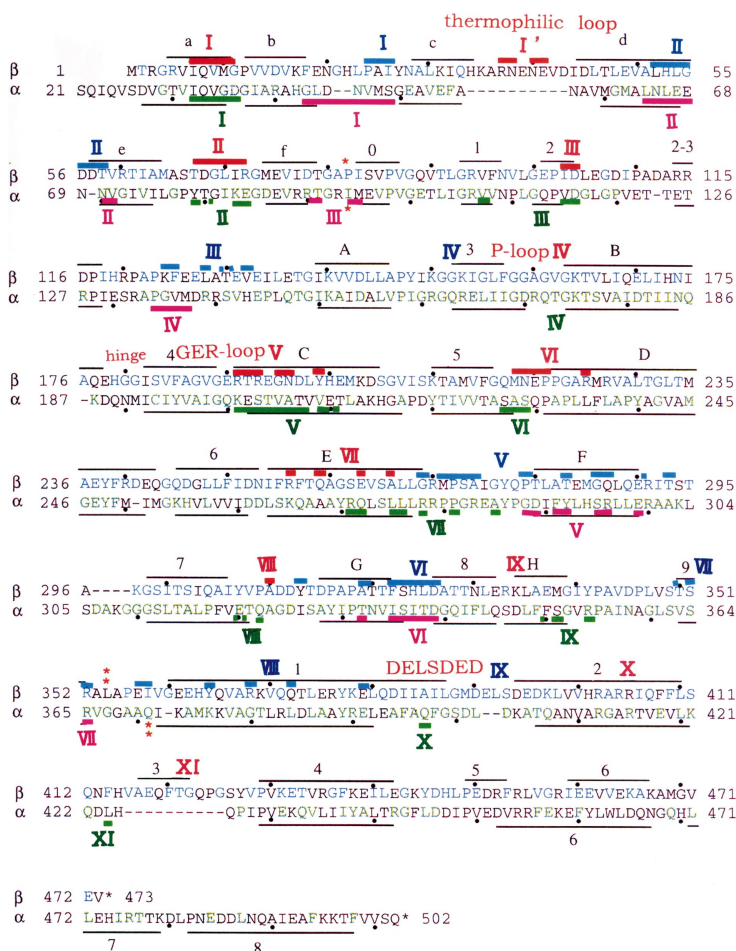 thermophilic loop
a I b I c I' d II
β 1 MTRGRVIQVMGPVVDVKFENGHLPAIYNALKIQHKARNENEVDIDLTLEVALHLG 55
α 21 SQIQVSDVGTVIQVGDGIARAHGLD--NVMSGEAVEFA---------NAVMGMALNLEE 68
I I II
II e II f * 0 1 2 III 2-3
β 56 DDTVRTIAMASTDGLIRGMEVIDTGAPISVPVGQVTLGRVFNVLGEPIDLEGDIPADARR 115
α 69 N-NVGIVILGPYTGIKEGDEVRRTGRIMEVPVGETLIGRVVNPLGQPVDGLGPVET-TET 126
II II III * III
III A IV 3 P-loop IV B
β 116 DPIHRPAPKFEELATEVEILETGIKVVDLLAPYIKGGKIGLFGGAGVGKTVLIQELIHNI 175
α 127 RPIESRAPGVMDRRSVHEPLQTGIKAIDALVPIGRGQRELIIGDRQTGKTSVAIDTIINQ 186
IV IV
hinge 4 GER-loop V C 5 VI D
β 176 AQEHGGISVFAGVGERTREGNDLYHEMKDSGVISKTAMVFGQMNEPPGARMRVALTGLTM 235
α 187 -KDQNMICIYVAIGQKESTVATVVETLAKHGAPDYTIVVTASASQPAPLLFLAPYAGVAM 245
V VI
6 E VII V F
β 236 AEYFRDEQGQDGLLFIDNIFRFTQAGSEVSALLGRMPSAIGYQPTLATEMGQLQERITST 295
α 246 GEYFM-IMGKHVLVVIDDLSKQAAAYRQLSLLLRRPPGREAYPGDIFYLHSRLLERAAKL 304
VII V
7 VIII G VI 8 IX H 9 VII
β 296 A----KGSITSIQAIYVPADDYTDPAPATTFSHLDATTNLERKLAEMGIYPAVDPLVSTS 351
α 305 SDAKGGGSLTALPFVETQAGDISAYIPTNVISITDGQIFLQSDLFFSGVRPAINAGLSVS 364
VIII VI IX
* * VIII 1 DELSDED IX 2 X
β 352 RALAPEIVGEEHYQVARKVQQTLERYKELQDIIAILGMDELSDEDKLVVHRARRIQFFLS 411
α 365 RVGGAAQI-KAMKKVAGTLRLDLAAYRELEAFAQFGSDL--DKATQANVARGARTVEVLK 421
VII * * X
3 XI 4 5 6
β 412 QNFHVAEQFTGQPGSYVPVKETVRGFKEILEGKYDHLPEDRFRLVGRIEEVVEKAKAMGV 471
α 422 QDLH----------QPIPVEKQVLIIYALTRGFLDDIPVEDVRRFEKEFYLWLDQNGQHL 471
XI 6
β 472 EV* 473
α 472 LEHIRTTKDLPNEDDLNQAIEAFKKTFVVSQ* 502
7 8